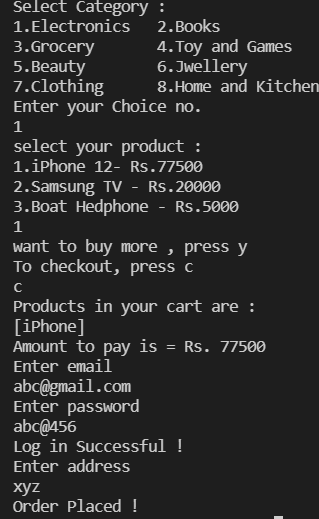 Select Category :
1.Electronics 2.Books
3.Grocery 4.Toy and Games
5.Beauty 6.Jwellery
7.Clothing 8.Home and Kitchen
Enter your Choice no.
1
select your product :
1.iPhone 12- Rs.77500
2.Samsung TV - Rs.20000
3.Boat Hedphone - Rs.5000
1
want to buy more , press y
To checkout, press c
c
Products in your cart are :
[iPhone]
Amount to pay is = Rs. 77500
Enter email
abc@gmail.com
Enter password
abc@456
Log in Successful !
Enter address
xyz
Order Placed !